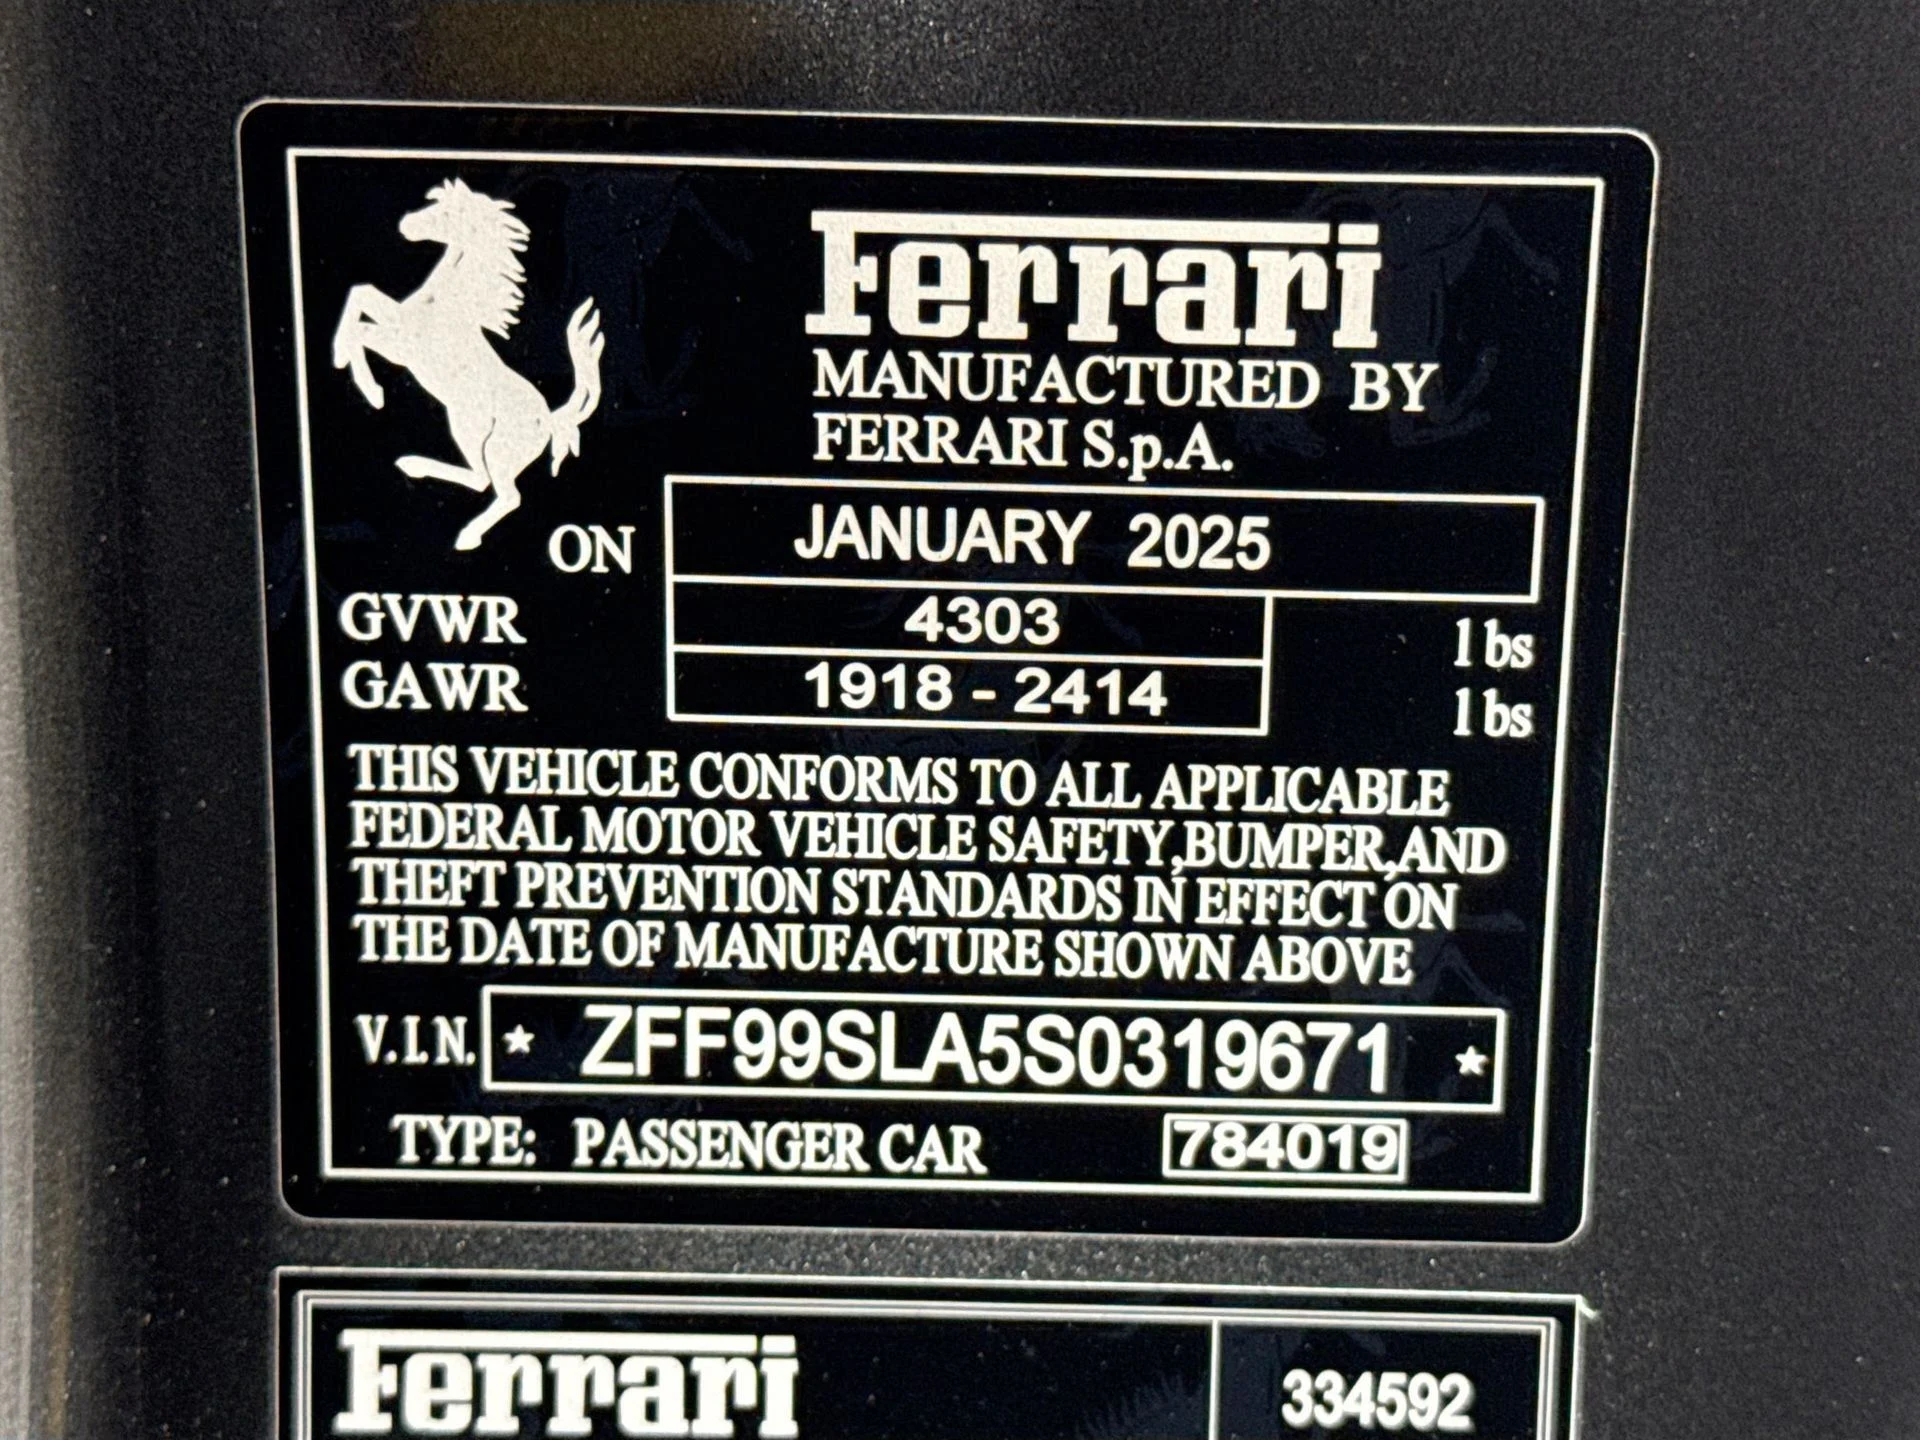 Ferrari
MANUFACTURED BY
FERRARI S.p.A.
ON JANUARY 2025
GVWR 4303 lbs
GAWR 1918 - 2414 lbs
THIS VEHICLE CONFORMS TO ALL APPLICABLE
FEDERAL MOTOR VEHICLE SAFETY,BUMPER,AND
THEFT PREVENTION STANDARDS IN EFFECT ON
THE DATE OF MANUFACTURE SHOWN ABOVE
V.I.N. * ZFF99SLA5S0319671 *
TYPE: PASSENGER CAR 784019
Ferrari 334592